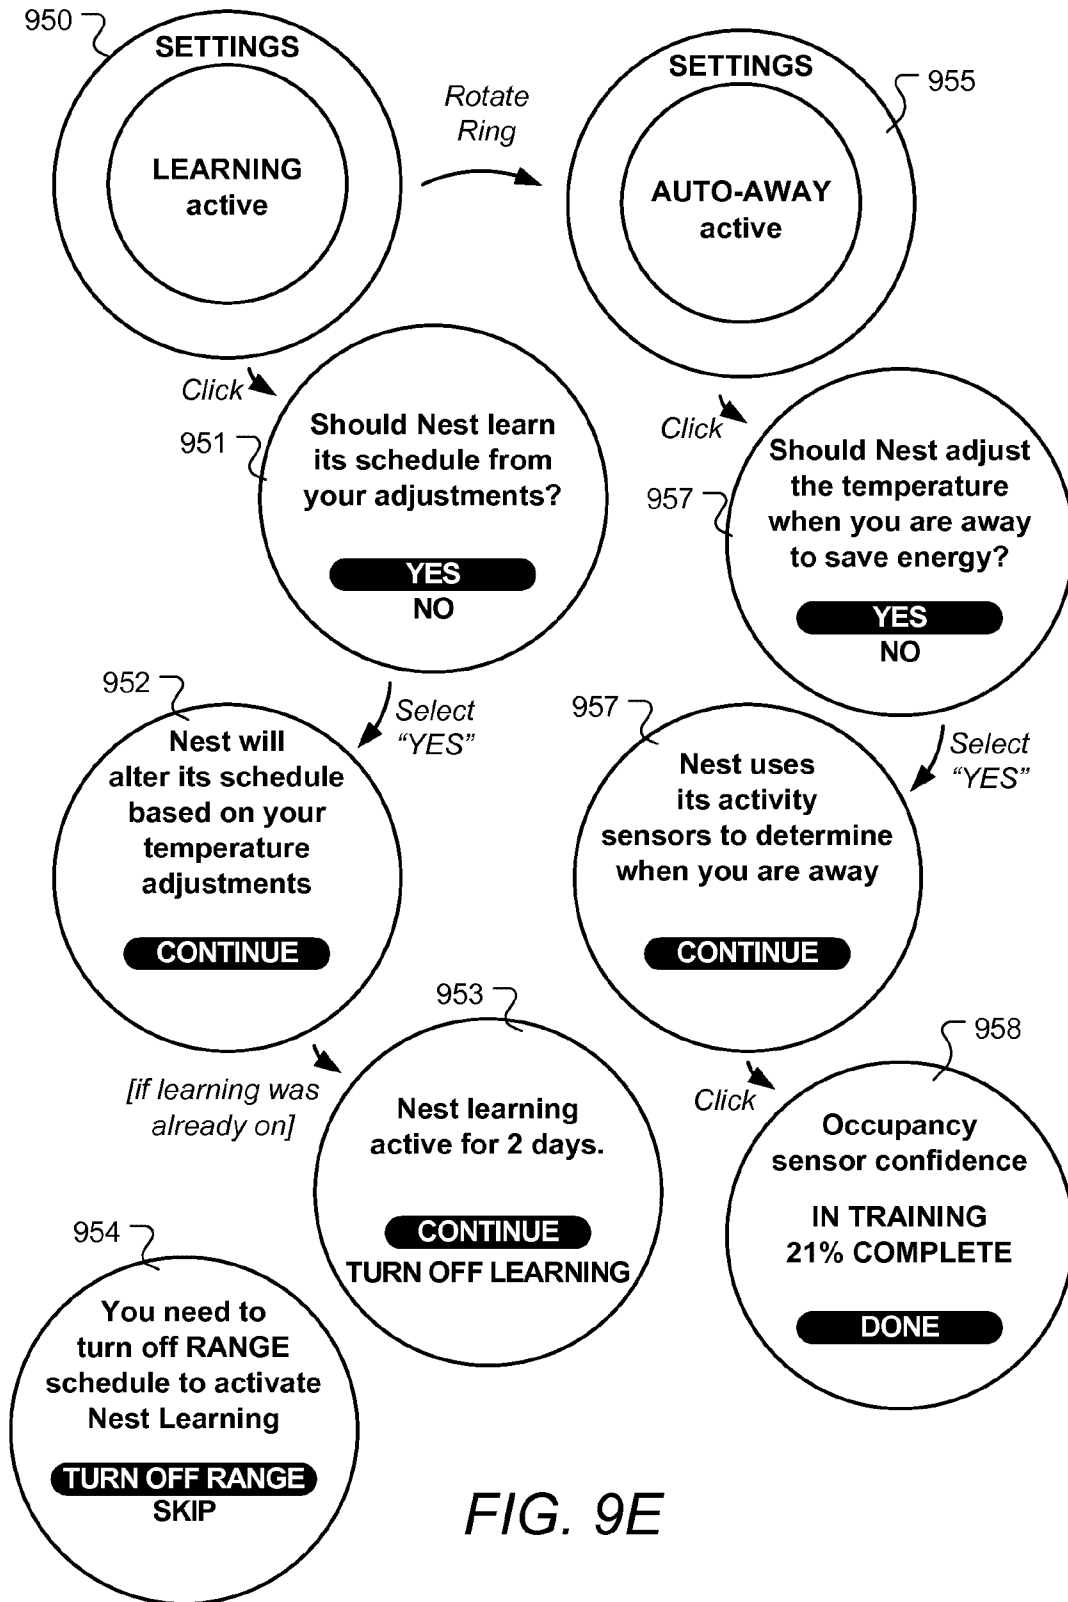 950
SETTINGS
LEARNING
active
Rotate
Ring
SETTINGS
955
AUTO-AWAY
active
Click
951
Should Nest learn
its schedule from
your adjustments?
YES
NO
Click
957
Should Nest adjust
the temperature
when you are away
to save energy?
YES
NO
952
Select
"YES"
Nest will
alter its schedule
based on your
temperature
adjustments
CONTINUE
957
Select
"YES"
Nest uses
its activity
sensors to determine
when you are away
CONTINUE
[if learning was
already on]
953
Nest learning
active for 2 days.
CONTINUE
TURN OFF LEARNING
Click
958
Occupancy
sensor confidence
IN TRAINING
21% COMPLETE
DONE
954
You need to
turn off RANGE
schedule to activate
Nest Learning
TURN OFF RANGE
SKIP
FIG. 9E